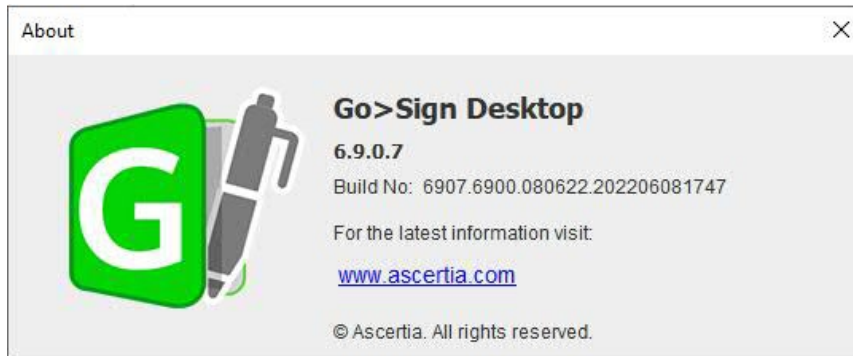 About
G
Go>Sign Desktop
6.9.0.7
Build No: 6907.6900.080622.202206081747
For the latest information visit:
www.ascertia.com
© Ascertia. All rights reserved.